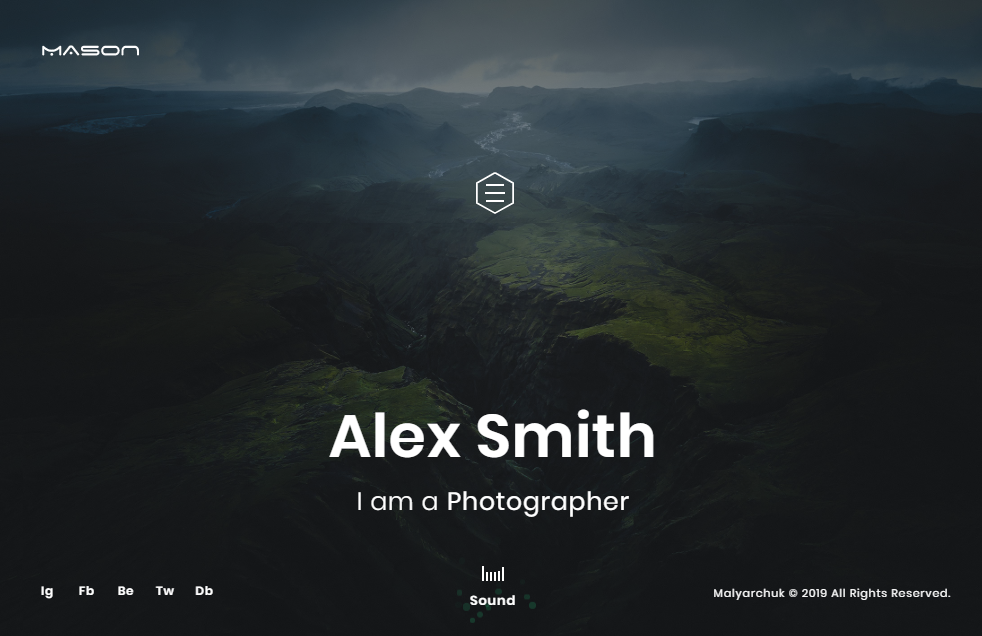 MASON
Alex Smith
I am a Photographer
Ig Fb Be Tw Db
Sound
Malyarchuk © 2019 All Rights Reserved.